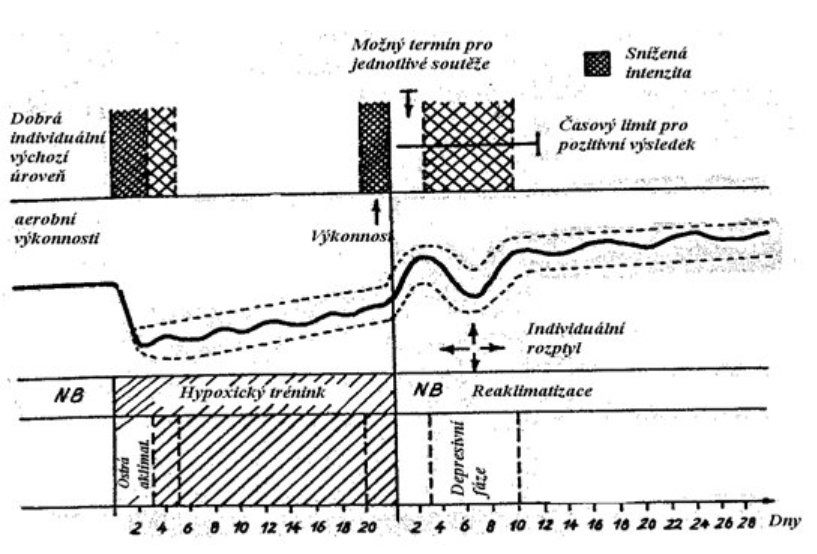 Možný termín pro
jednotlivé soutěže
Snížená
intenzita
Dobrá
individuální
výchozí
úroveň
Časový limit pro
pozitivní výsledek
aerobní
výkonnosti
Výkonnost
Individuální
rozptyl
NB
Hypoxický trénink
NB
Reaklimatizace
Ostrá
aklimat.
Depresivní
fáze
2 4 6 8 10 12 14 16 18 20 2 4 6 8 10 12 14 16 18 20 22 24 26 28 Dny